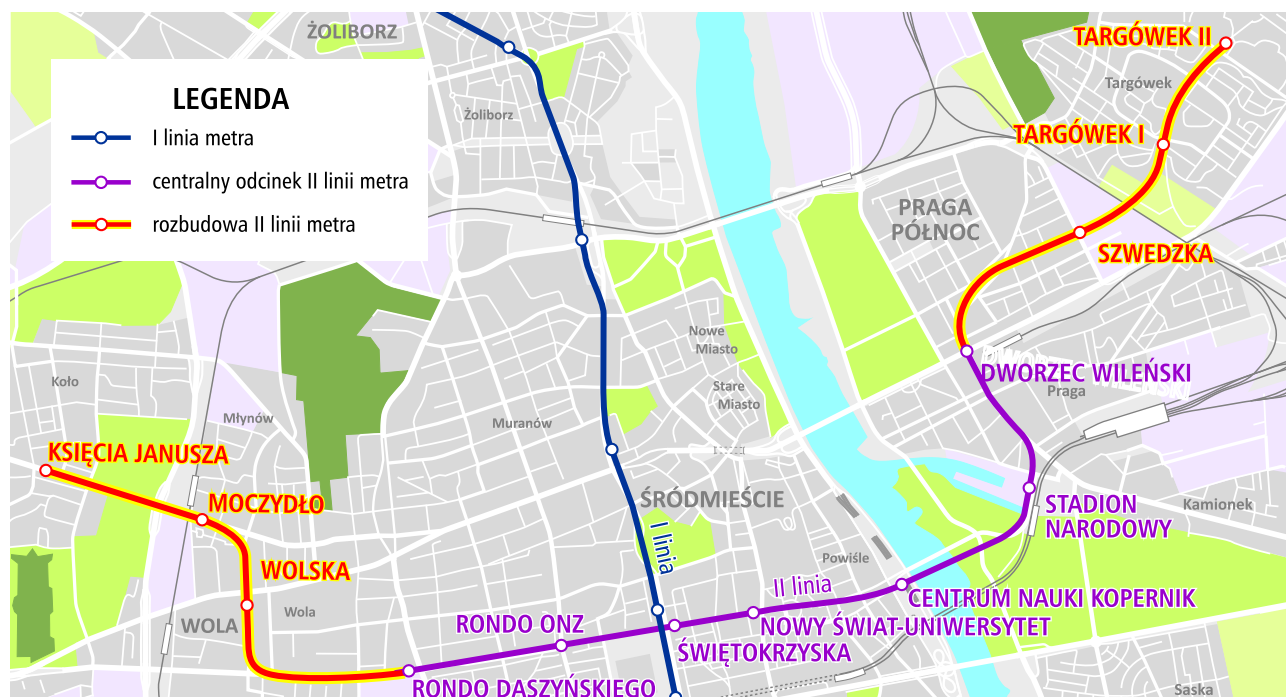 ŻOLIBORZ
TARGÓWEK II
Targówek
LEGENDA
I linia metra
centralny odcinek II linii metra
rozbudowa II linii metra
Żoliborz
TARGÓWEK I
PRAGA
PÓŁNOC
SZWEDZKA
Nowe
Miasto
DWORZEC WILEŃSKI
Praga
Koło
Stare
Miasto
Młynów
Muranów
KSIĘCIA JANUSZA
MOCZYDŁO
ŚRÓDMIEŚCIE
STADION
NARODOWY
Kamionek
I linia
Powiśle
WOLSKA
II linia
CENTRUM NAUKI KOPERNIK
Wola
WOLA
RONDO ONZ
NOWY ŚWIAT-UNIWERSYTET
ŚWIĘTOKRZYSKA
RONDO DASZYŃSKIEGO
Saska